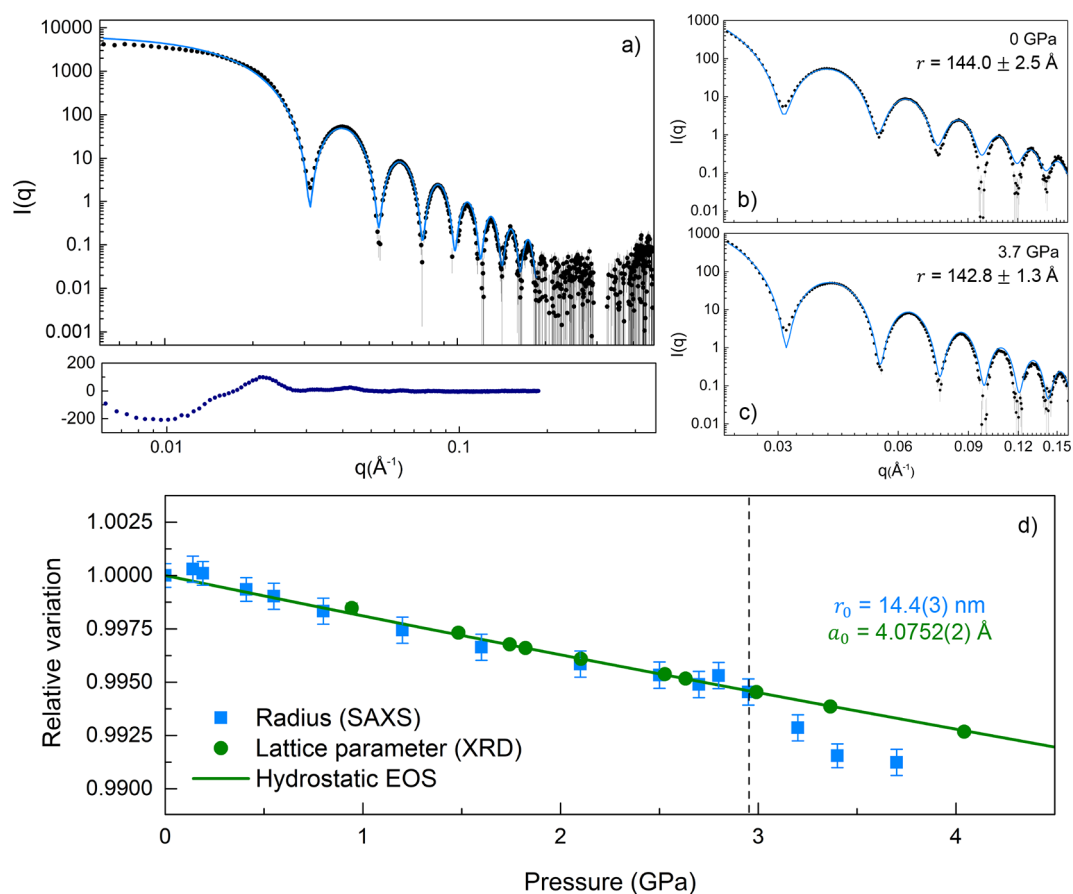 a)
10000
1000
100
10
1
0.1
0.01
0.001
I(q)
200
0
-200
0.01
0.1
q(Å⁻¹)
b)
0 GPa
r = 144.0 ± 2.5 Å
100
10
1
0.1
0.01
I(q)
c)
3.7 GPa
r = 142.8 ± 1.3 Å
1000
100
10
1
0.1
0.01
I(q)
0.03
0.06
0.09
0.12
0.15
q(Å⁻¹)
d)
1.0025
1.0000
0.9975
0.9950
0.9925
0.9900
Relative variation
r₀ = 14.4(3) nm
a₀ = 4.0752(2) Å
Radius (SAXS)
Lattice parameter (XRD)
Hydrostatic EOS
0
1
2
3
4
Pressure (GPa)